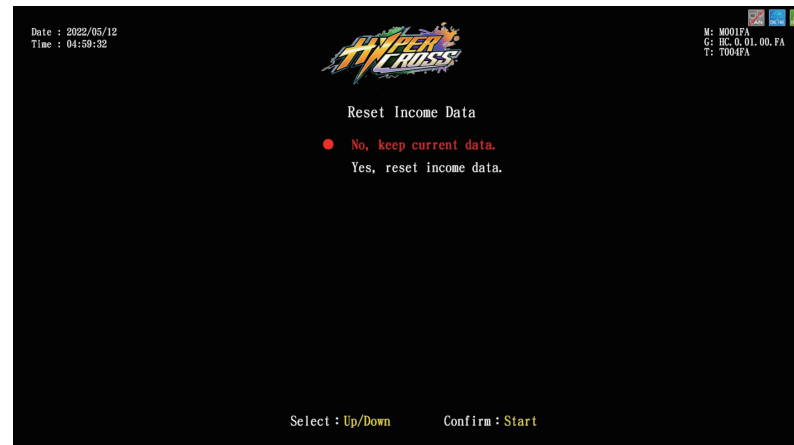 Date : 2022/05/12
Time : 04:59:32
HYPER
CROSS
M: M001FA
G: HC.0.01.00.FA
T: T004FA
Reset Income Data
No, keep current data.
Yes, reset income data.
Select：Up/Down Confirm：Start